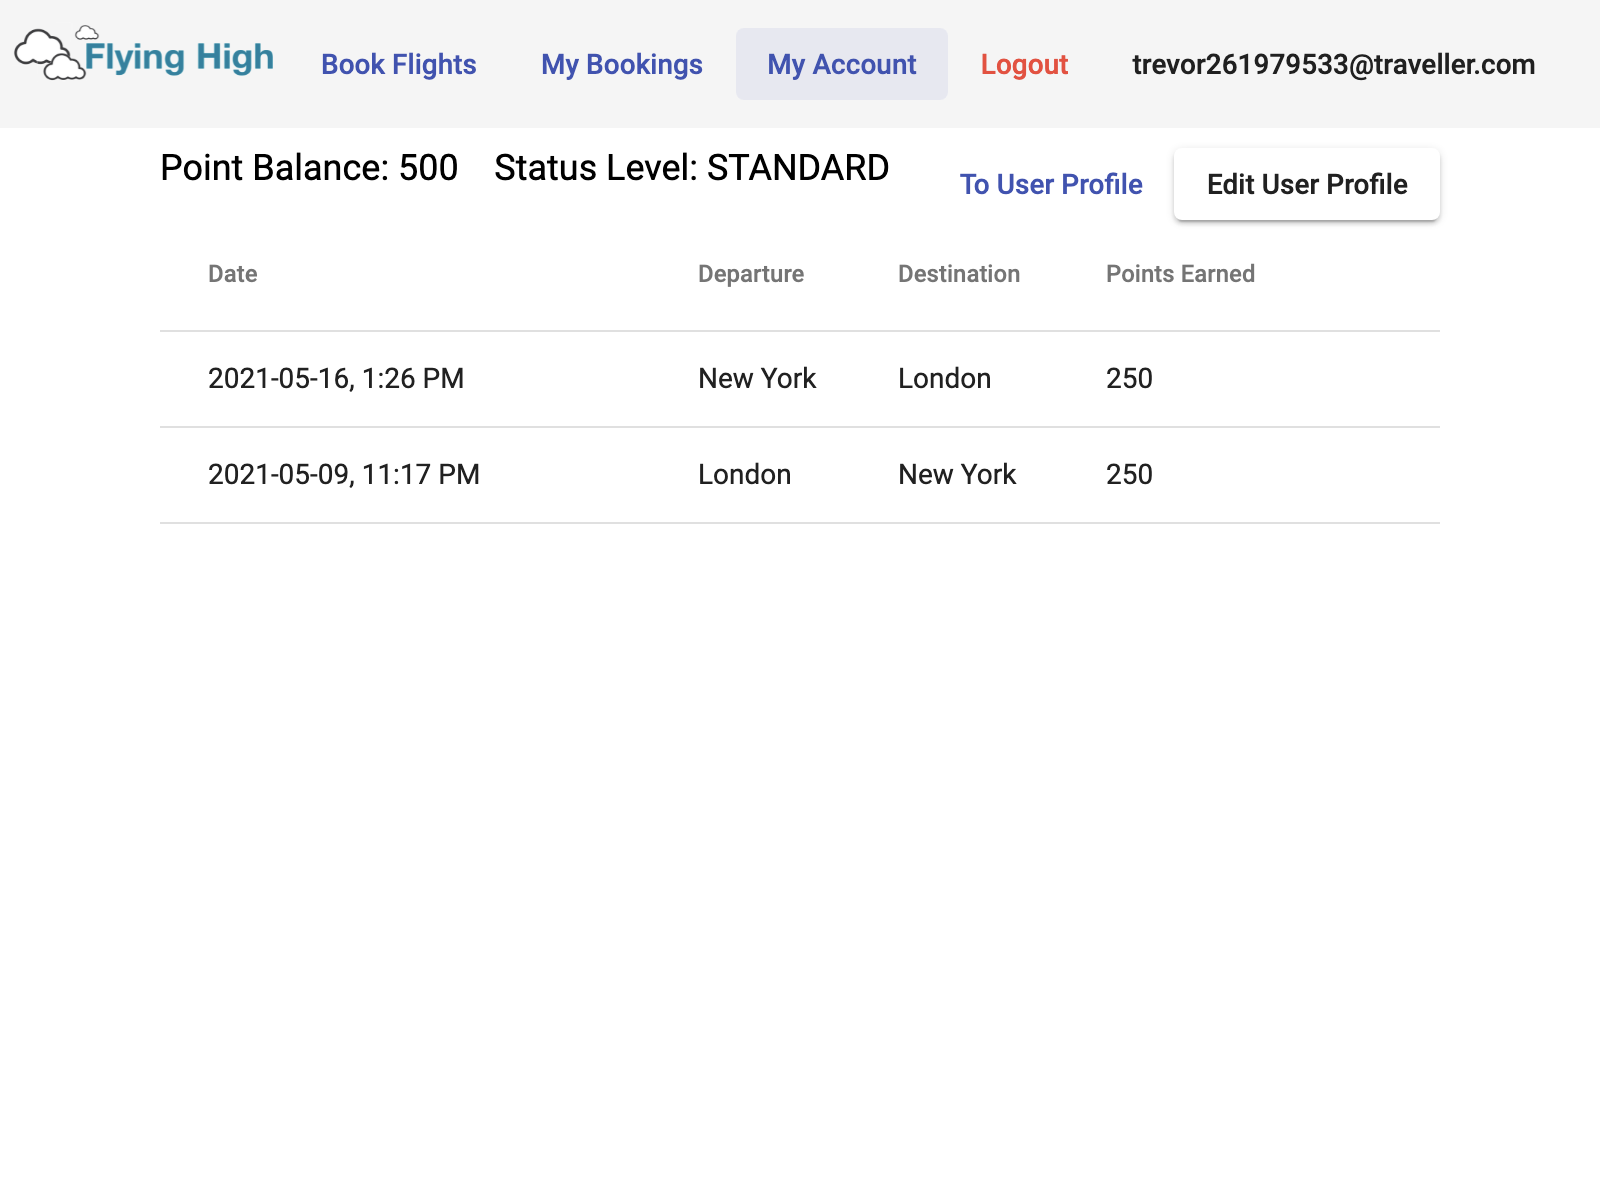 Flying High
Book Flights
My Bookings
My Account
Logout
trevor261979533@traveller.com
Point Balance: 500 Status Level: STANDARD
To User Profile
Edit User Profile
Date Departure Destination Points Earned
2021-05-16, 1:26 PM New York London 250
2021-05-09, 11:17 PM London New York 250